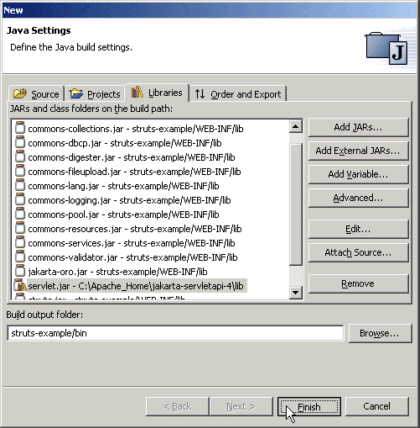 New
Java Settings
Define the Java build settings.
J
Source Projects Libraries Order and Export
JARs and class folders on the build path:
commons-collections.jar - struts-example/WEB-INF/lib
commons-dbcp.jar - struts-example/WEB-INF/lib
commons-digester.jar - struts-example/WEB-INF/lib
commons-fileupload.jar - struts-example/WEB-INF/lib
commons-lang.jar - struts-example/WEB-INF/lib
commons-logging.jar - struts-example/WEB-INF/lib
commons-pool.jar - struts-example/WEB-INF/lib
commons-resources.jar - struts-example/WEB-INF/lib
commons-services.jar - struts-example/WEB-INF/lib
commons-validator.jar - struts-example/WEB-INF/lib
jakarta-oro.jar - struts-example/WEB-INF/lib
servlet.jar - C:\Apache_Home\jakarta-servletapi-4\lib
struts.jar - struts-example/WEB-INF/lib
Add JARs...
Add External JARs...
Add Variable...
Advanced...
Edit...
Attach Source...
Remove
Build output folder:
struts-example/bin
Browse...
< Back Next > Finish Cancel